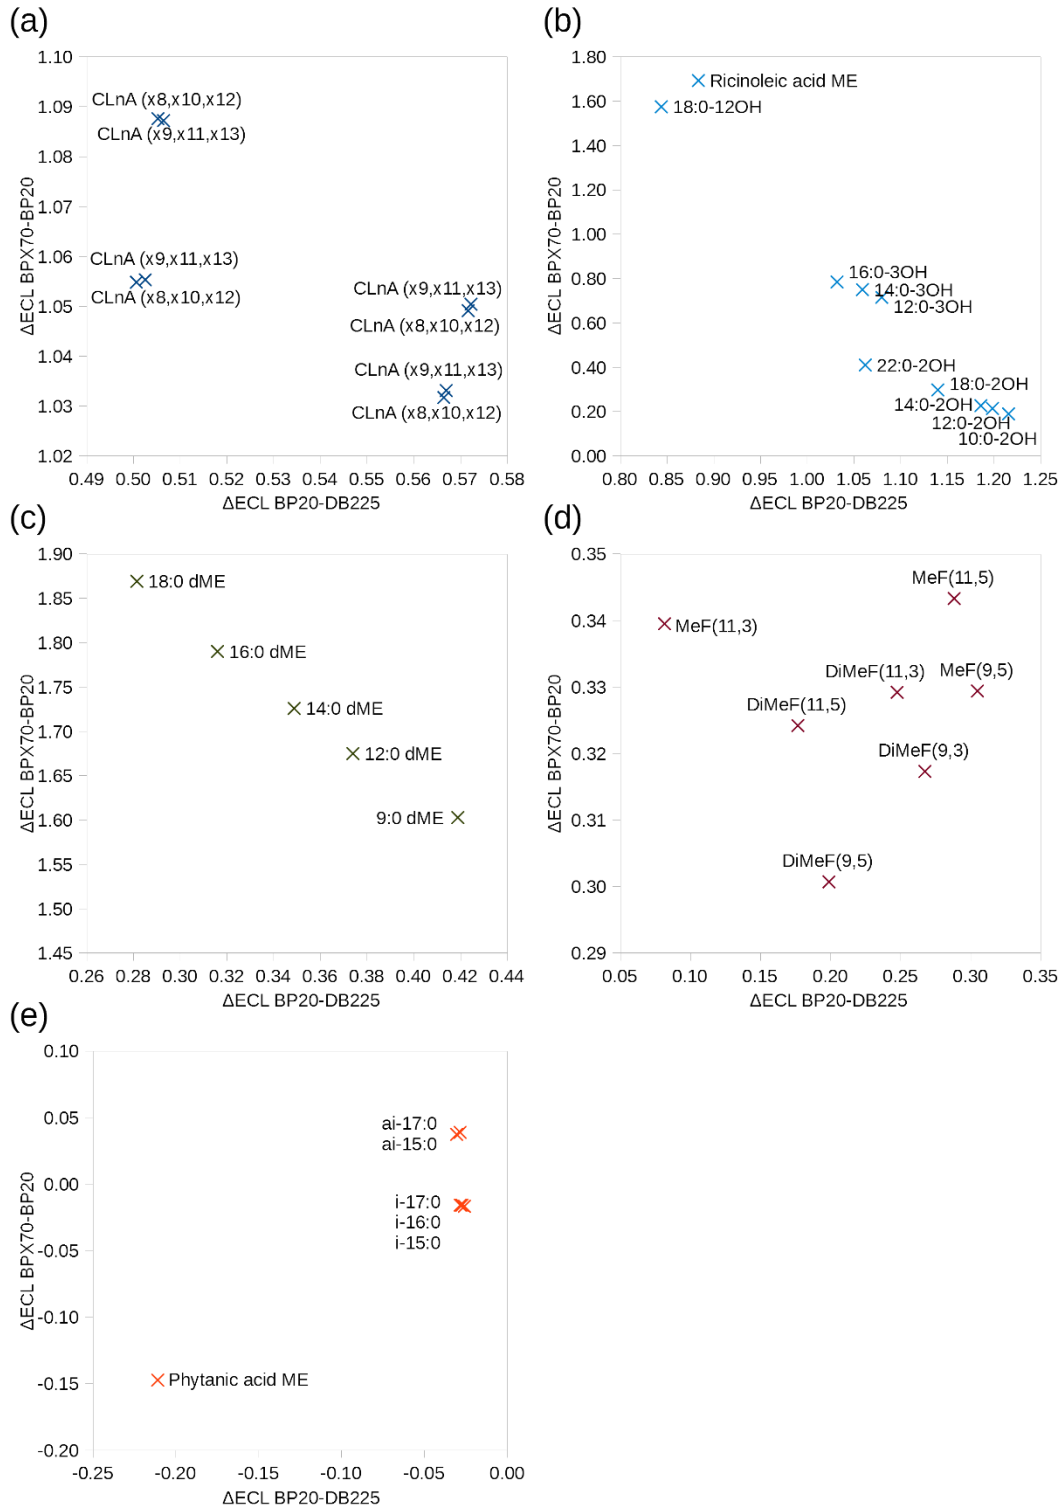 (a)
1.10
1.09
1.08
1.07
1.06
1.05
1.04
1.03
1.02
ΔECL BPX70-BP20
CLnA (x8,x10,x12)
CLnA (x9,x11,x13)
CLnA (x9,x11,x13)
CLnA (x8,x10,x12)
CLnA (x9,x11,x13)
CLnA (x8,x10,x12)
CLnA (x9,x11,x13)
CLnA (x8,x10,x12)
0.49 0.50 0.51 0.52 0.53 0.54 0.55 0.56 0.57 0.58
ΔECL BP20-DB225
(b)
1.80
1.60
1.40
1.20
1.00
0.80
0.60
0.40
0.20
0.00
ΔECL BPX70-BP20
Ricinoleic acid ME
18:0-12OH
16:0-3OH
14:0-3OH
12:0-3OH
22:0-2OH
18:0-2OH
14:0-2OH
12:0-2OH
10:0-2OH
0.80 0.85 0.90 0.95 1.00 1.05 1.10 1.15 1.20 1.25
ΔECL BP20-DB225
(c)
1.90
1.85
1.80
1.75
1.70
1.65
1.60
1.55
1.50
1.45
ΔECL BPX70-BP20
18:0 dME
16:0 dME
14:0 dME
12:0 dME
9:0 dME
0.26 0.28 0.30 0.32 0.34 0.36 0.38 0.40 0.42 0.44
ΔECL BP20-DB225
(d)
0.35
0.34
0.33
0.32
0.31
0.30
0.29
ΔECL BPX70-BP20
MeF(11,5)
MeF(11,3)
DiMeF(11,3)
MeF(9,5)
DiMeF(11,5)
DiMeF(9,3)
DiMeF(9,5)
0.05 0.10 0.15 0.20 0.25 0.30 0.35
ΔECL BP20-DB225
(e)
0.10
0.05
0.00
-0.05
-0.10
-0.15
-0.20
ΔECL BPX70-BP20
ai-17:0
ai-15:0
i-17:0
i-16:0
i-15:0
Phytanic acid ME
-0.25 -0.20 -0.15 -0.10 -0.05 0.00
ΔECL BP20-DB225